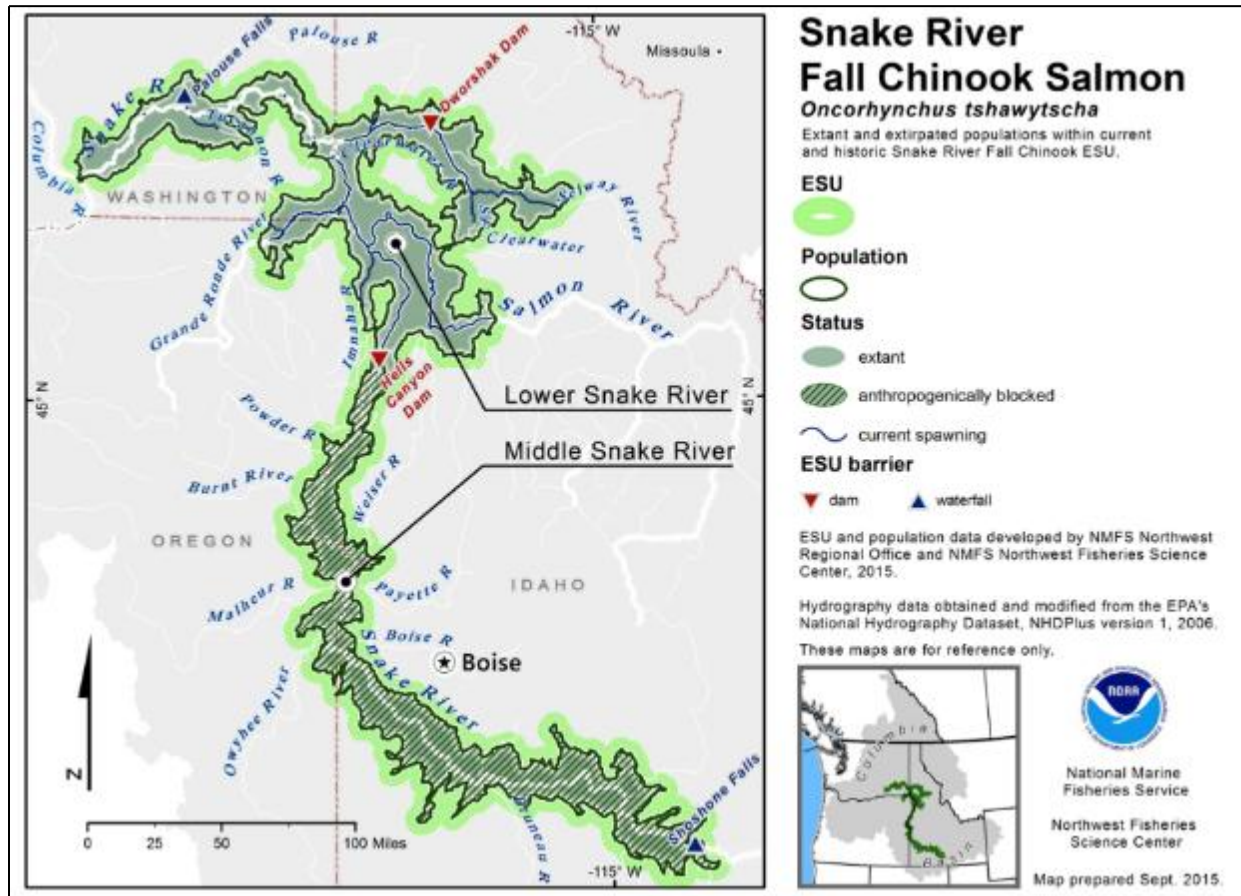 Palouse R
-115° W
Missoula
Snake R
Palouse Falls
Dworshak Dam
Columbia R
Tucannon R
Clearwater R
WASHINGTON
Selway River
SF Clearwater
Grande Ronde River
Imnaha R
Salmon River
Hells
Canyon
Dam
45° N
45° N
Lower Snake River
Powder R
Middle Snake River
Burnt River
Weiser R
OREGON
IDAHO
Malheur R
Payette R
Boise R
Boise
Snake River
Owyhee River
Bruneau R
Shoshone Falls
N
0 25 50 100 Miles
-115° W
Snake River
Fall Chinook Salmon
Oncorhynchus tshawytscha
Extant and extirpated populations within current
and historic Snake River Fall Chinook ESU.
ESU
Population
Status
extant
anthropogenically blocked
current spawning
ESU barrier
dam
waterfall
ESU and population data developed by NMFS Northwest
Regional Office and NMFS Northwest Fisheries Science
Center, 2015.
Hydrography data obtained and modified from the EPA's
National Hydrography Dataset, NHDPlus version 1, 2006.
These maps are for reference only.
Columbia
Basin
NOAA
National Marine
Fisheries Service
Northwest Fisheries
Science Center
Map prepared Sept. 2015.